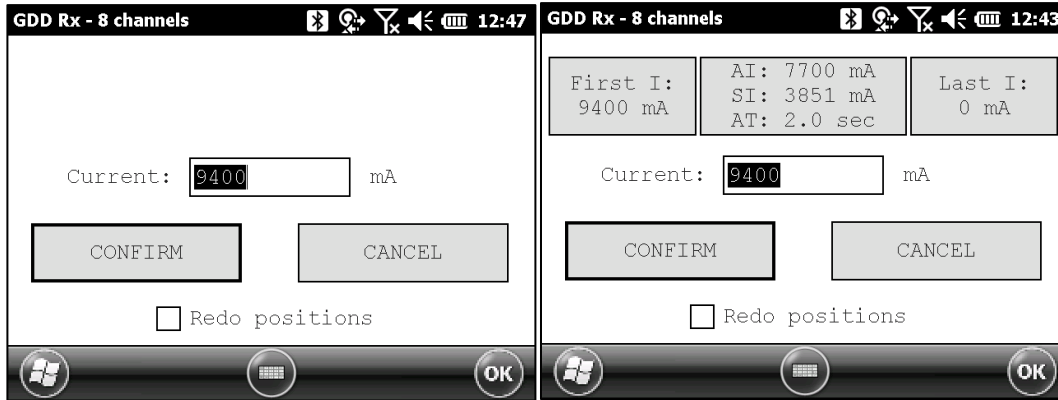 GDD Rx - 8 channels 12:47
Current: 9400 mA
CONFIRM CANCEL
Redo positions
OK
GDD Rx - 8 channels 12:43
First I:
9400 mA
AI: 7700 mA
SI: 3851 mA
AT: 2.0 sec
Last I:
0 mA
Current: 9400 mA
CONFIRM CANCEL
Redo positions
OK